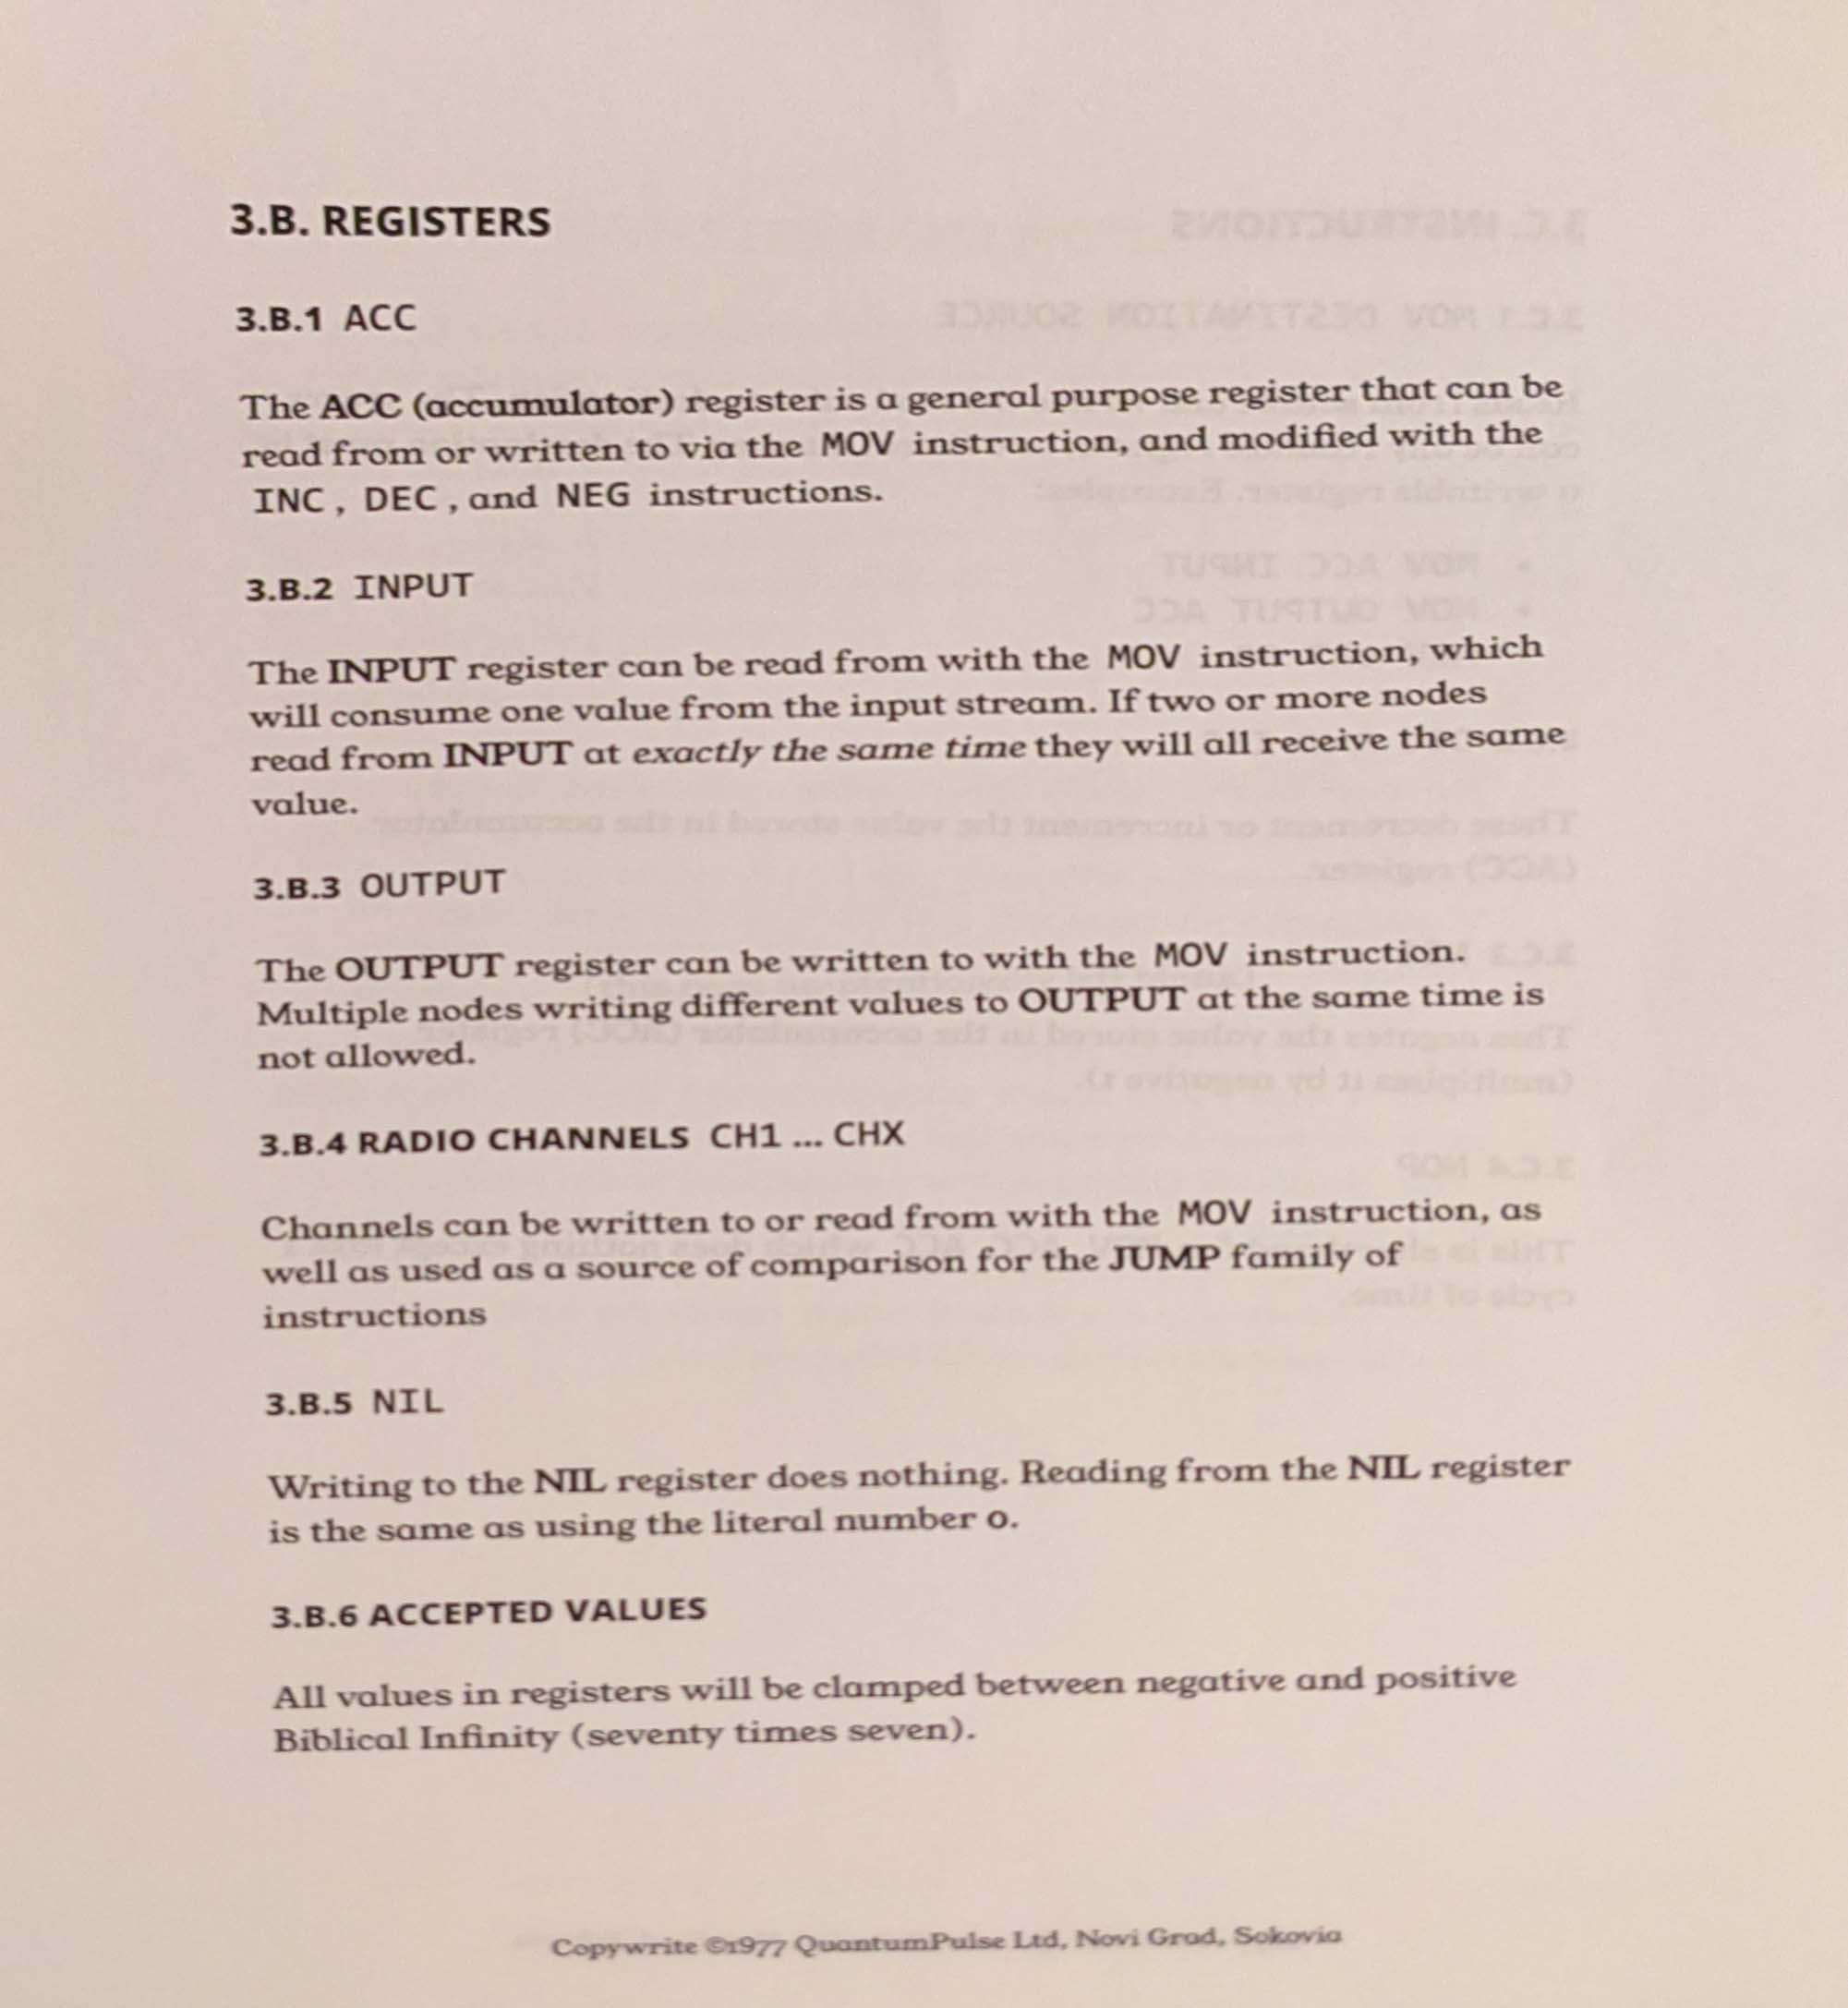 3.B. REGISTERS
3.B.1 ACC
The ACC (accumulator) register is a general purpose register that can be
read from or written to via the MOV instruction, and modified with the
INC, DEC, and NEG instructions.
3.B.2 INPUT
The INPUT register can be read from with the MOV instruction, which
will consume one value from the input stream. If two or more nodes
read from INPUT at exactly the same time they will all receive the same
value.
3.B.3 OUTPUT
The OUTPUT register can be written to with the MOV instruction.
Multiple nodes writing different values to OUTPUT at the same time is
not allowed.
3.B.4 RADIO CHANNELS CH1 ... CHX
Channels can be written to or read from with the MOV instruction, as
well as used as a source of comparison for the JUMP family of
instructions
3.B.5 NIL
Writing to the NIL register does nothing. Reading from the NIL register
is the same as using the literal number 0.
3.B.6 ACCEPTED VALUES
All values in registers will be clamped between negative and positive
Biblical Infinity (seventy times seven).
Copywrite ©1977 QuantumPulse Ltd, Novi Grad, Sokovia